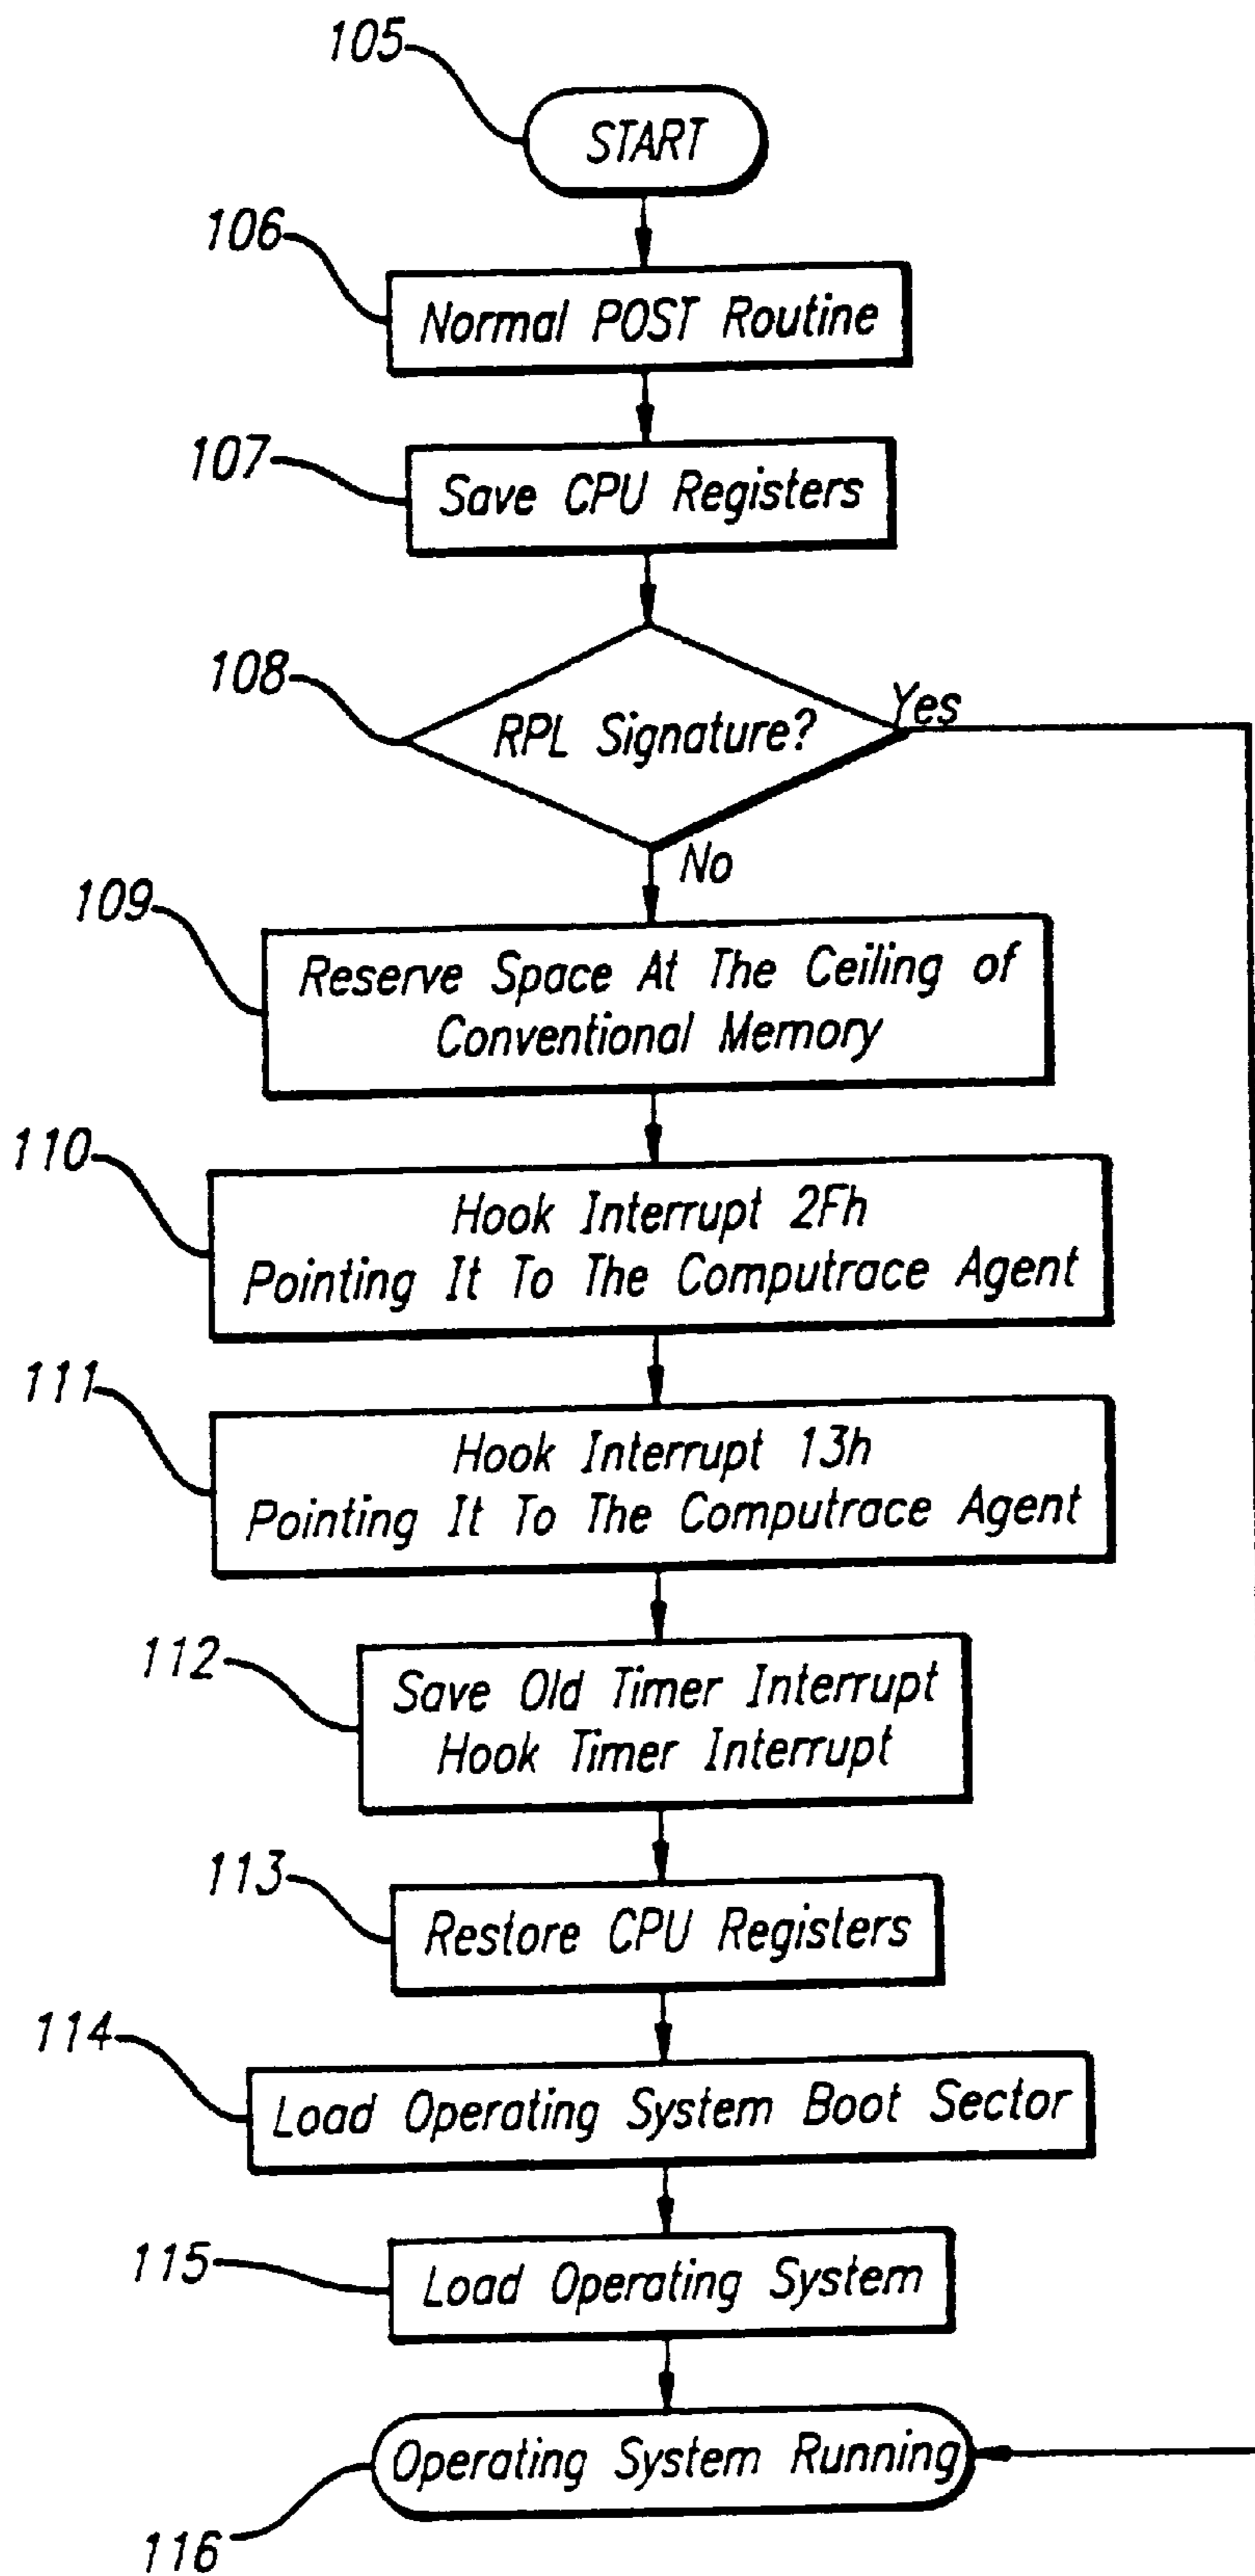 105
START
106
Normal POST Routine
107
Save CPU Registers
108
RPL Signature?
Yes
No
109
Reserve Space At The Ceiling of
Conventional Memory
110
Hook Interrupt 2Fh
Pointing It To The Computrace Agent
111
Hook Interrupt 13h
Pointing It To The Computrace Agent
112
Save Old Timer Interrupt
Hook Timer Interrupt
113
Restore CPU Registers
114
Load Operating System Boot Sector
115
Load Operating System
Operating System Running
116